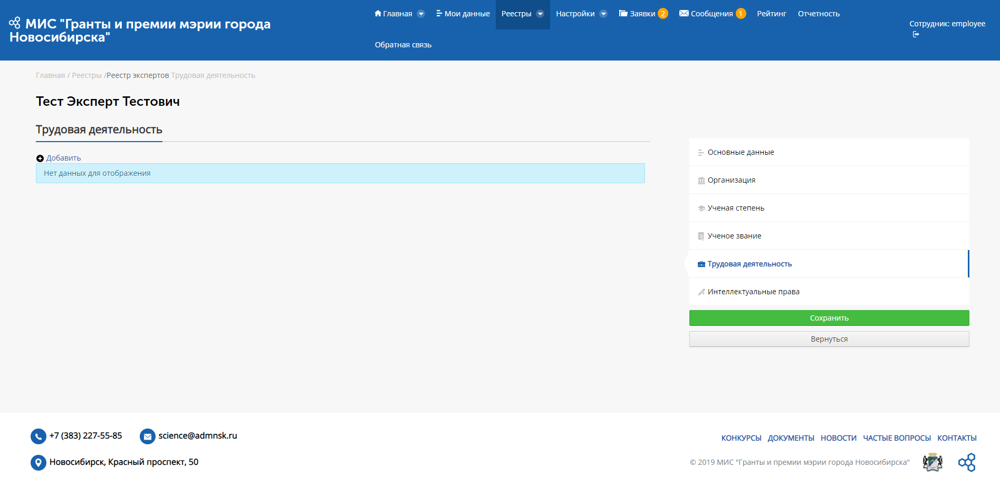 МИС "Гранты и премии мэрии города
Новосибирска"
Главная
Мои данные
Реестры
Настройки
Заявки 2
Сообщения 1
Рейтинг
Отчетность
Обратная связь
Сотрудник: employee
Главная / Реестры /Реестр экспертов Трудовая деятельность
Тест Эксперт Тестович
Трудовая деятельность
Добавить
Нет данных для отображения
Основные данные
Организация
Ученая степень
Ученое звание
Трудовая деятельность
Интеллектуальные права
Сохранить
Вернуться
+7 (383) 227-55-85
science@admnsk.ru
Новосибирск, Красный проспект, 50
КОНКУРСЫ ДОКУМЕНТЫ НОВОСТИ ЧАСТЫЕ ВОПРОСЫ КОНТАКТЫ
© 2019 МИС "Гранты и премии мэрии города Новосибирска"